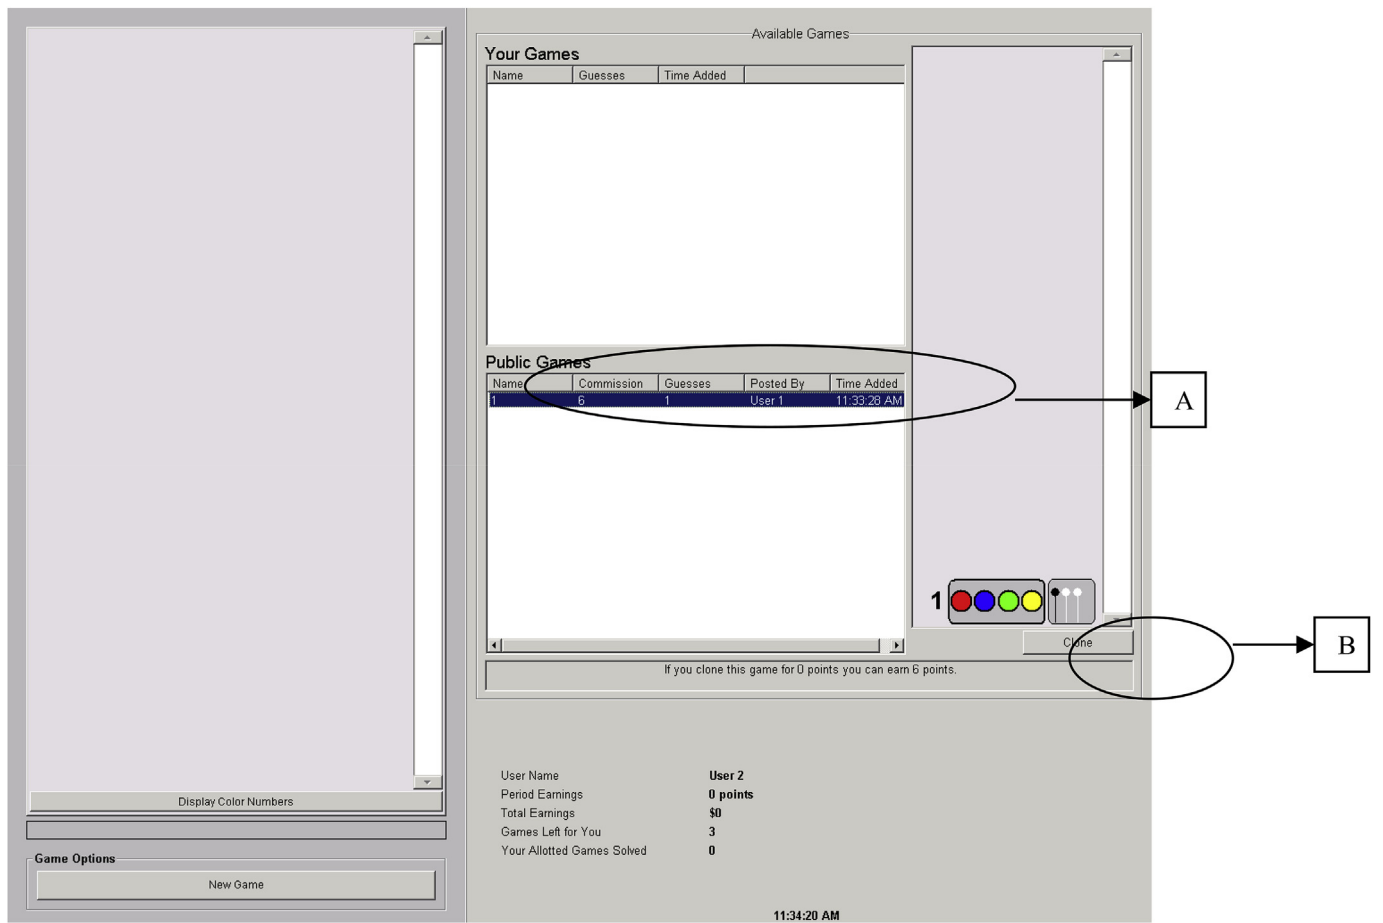 Available Games
Your Games
Name Guesses Time Added
Public Games
Name Commission Guesses Posted By Time Added
1 6 1 User 1 11:33:28 AM
A
1
Clone
B
If you clone this game for 0 points you can earn 6 points.
User Name User 2
Period Earnings 0 points
Total Earnings $0
Games Left for You 3
Your Allotted Games Solved 0
Display Color Numbers
Game Options
New Game
11:34:20 AM